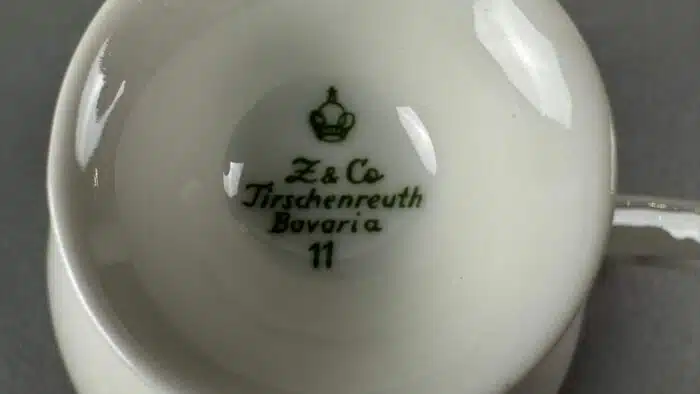 Z & Co
Tirschenreuth
Bavaria
11